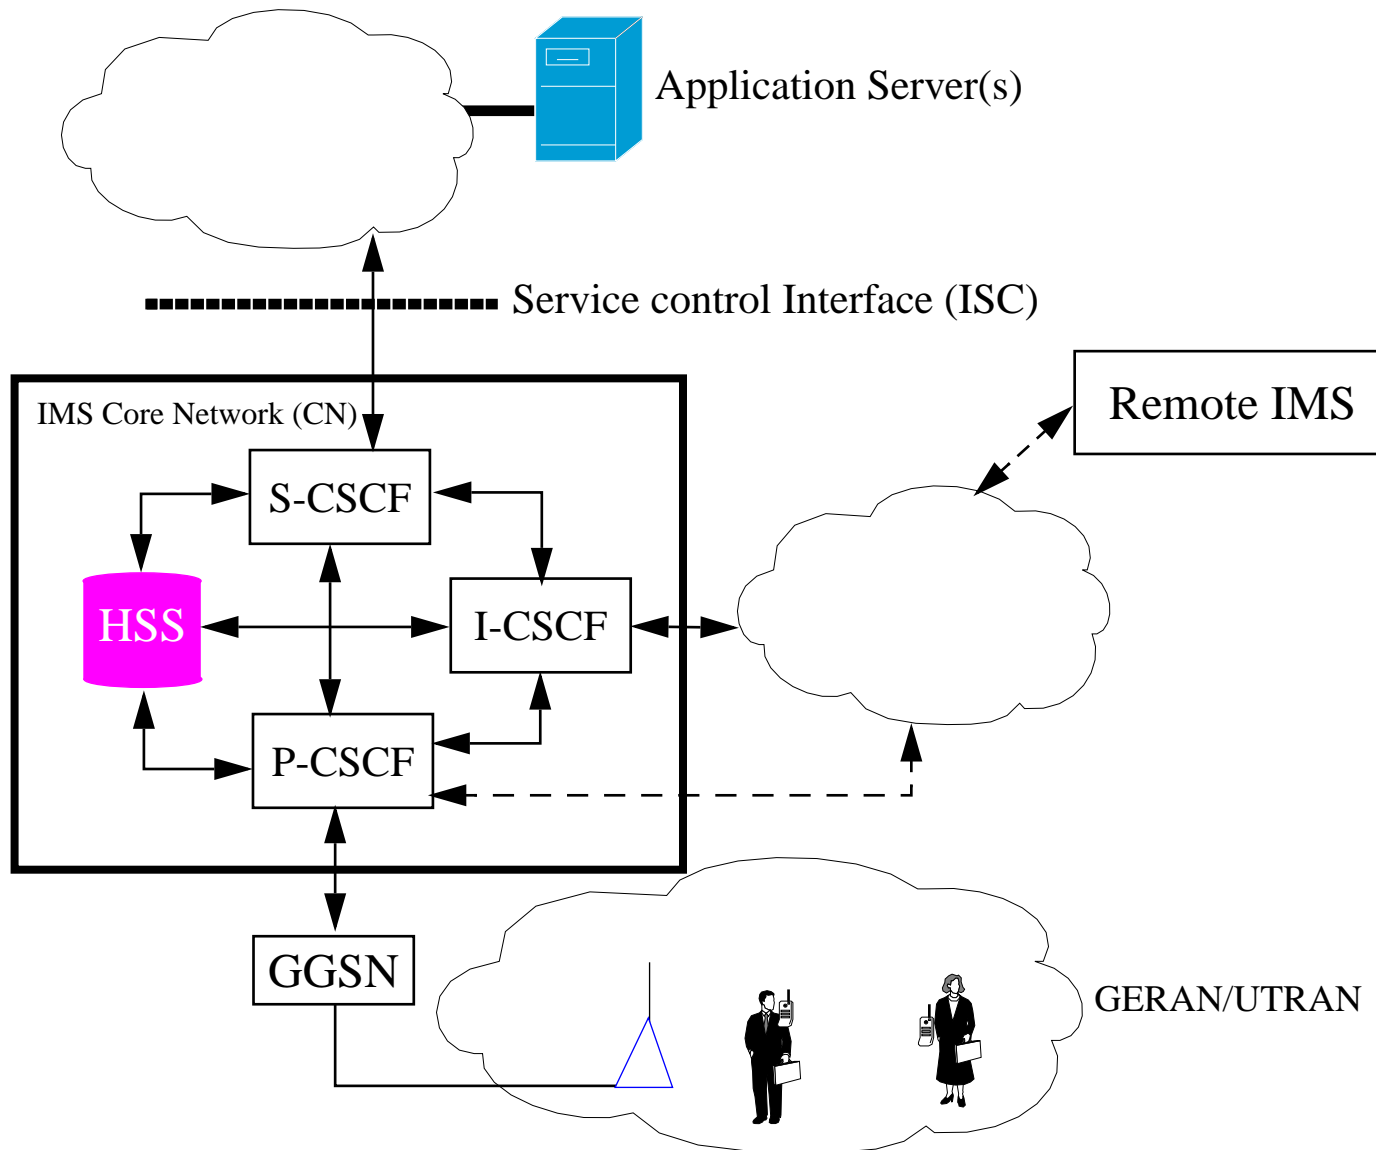 Application Server(s)
Service control Interface (ISC)
Remote IMS
IMS Core Network (CN)
S-CSCF
HSS
I-CSCF
P-CSCF
GGSN
GERAN/UTRAN